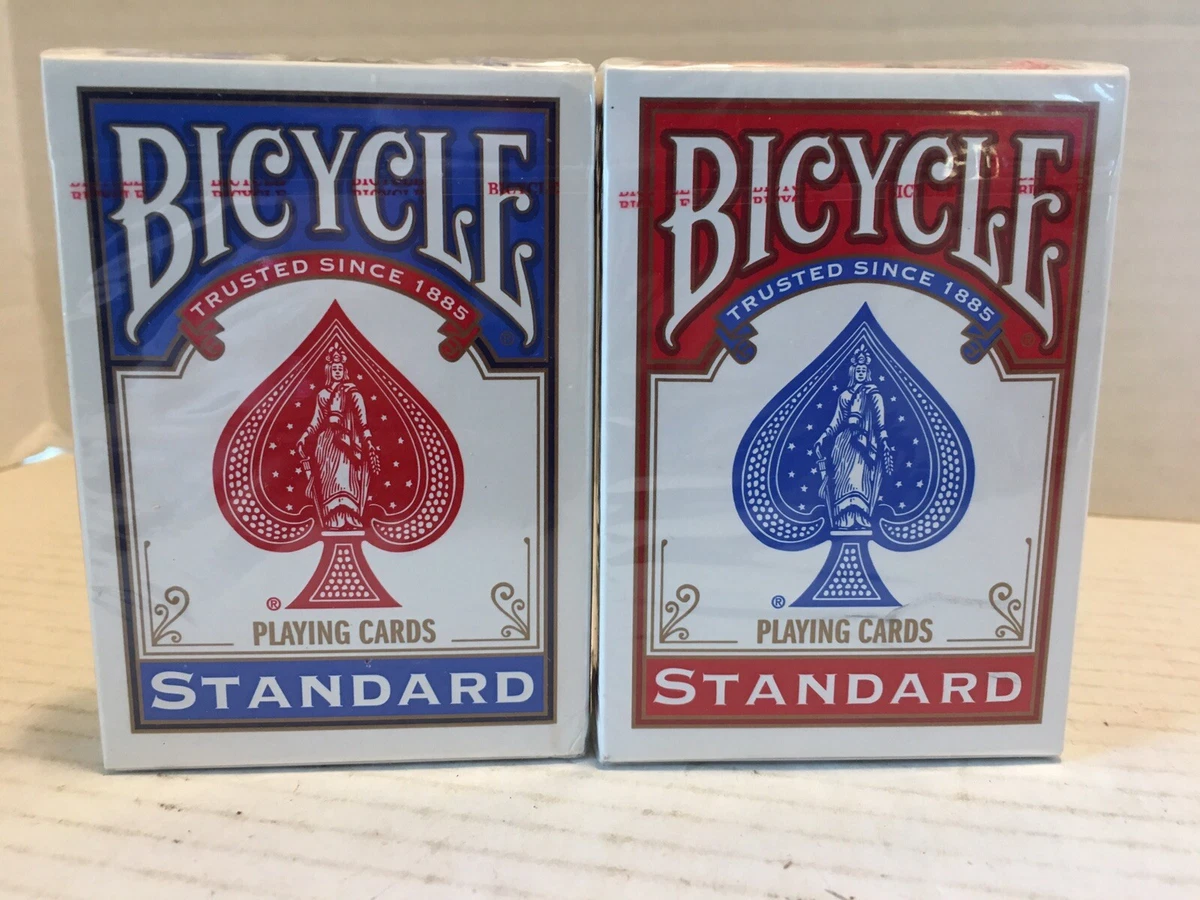 BICYCLE
TRUSTED SINCE 1885
®
®
PLAYING CARDS
STANDARD
BICYCLE
TRUSTED SINCE 1885
®
®
PLAYING CARDS
STANDARD